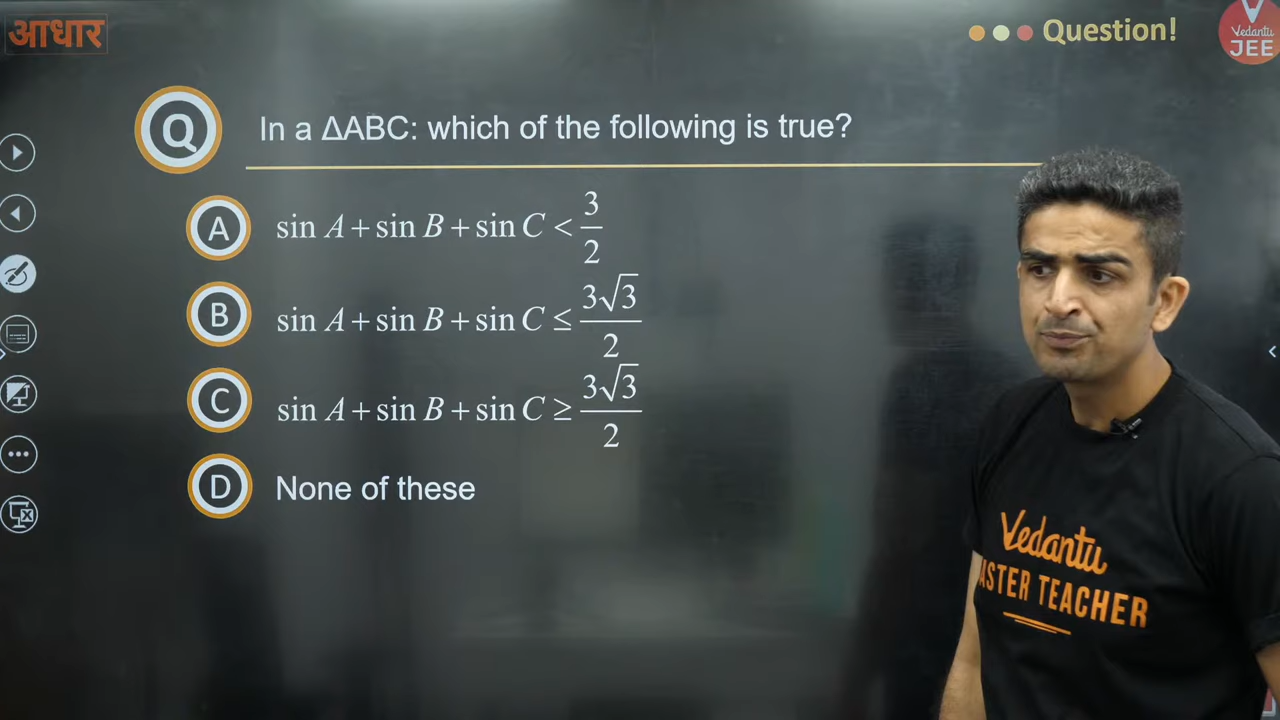 आधार
Question!
Vedantu
JEE
Q
In a ΔABC: which of the following is true?
A
sin A + sin B + sin C < 3/2
B
sin A + sin B + sin C ≤ 3√3/2
C
sin A + sin B + sin C ≥ 3√3/2
D
None of these
Vedantu
ASTER TEACHER